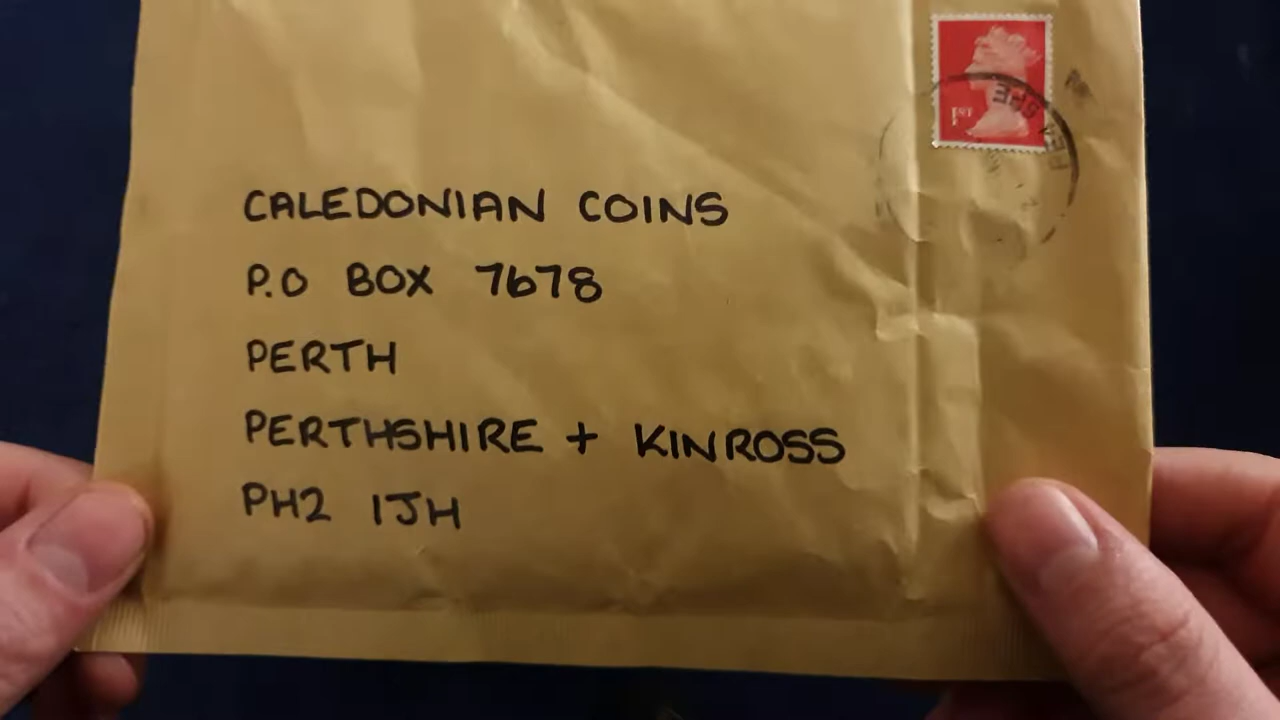 1ST
CALEDONIAN COINS
P.O BOX 7678
PERTH
PERTHSHIRE + KINROSS
PH2 1JH